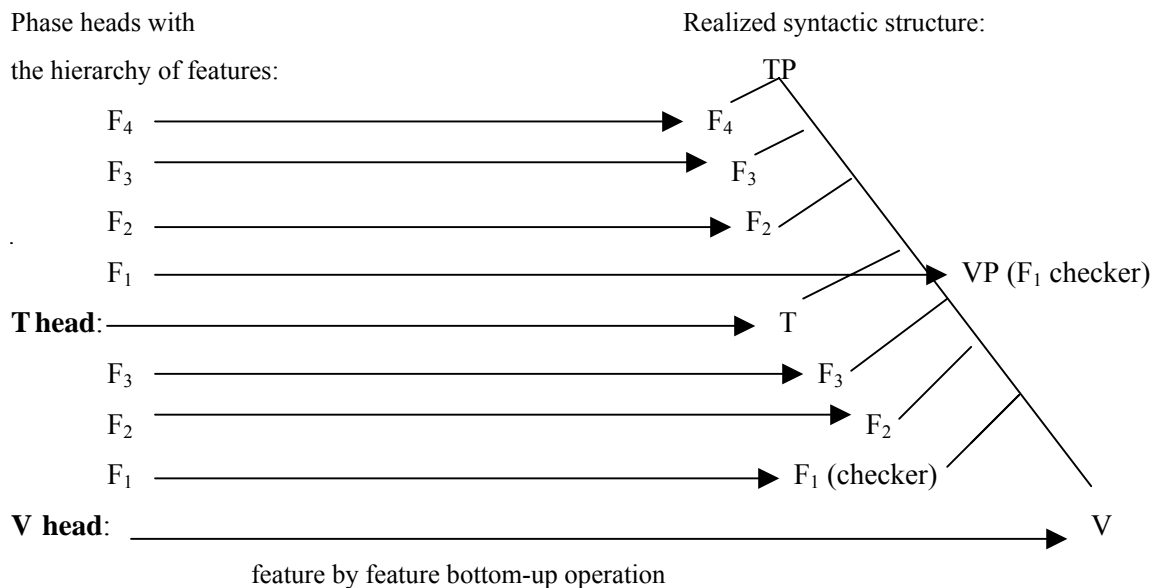 Phase heads with Realized syntactic structure:
the hierarchy of features: TP
F₄ F₄
F₃ F₃
F₂ F₂
.
F₁ VP (F₁ checker)
T head: T
F₃ F₃
F₂ F₂
F₁ F₁ (checker)
V head: V
feature by feature bottom-up operation